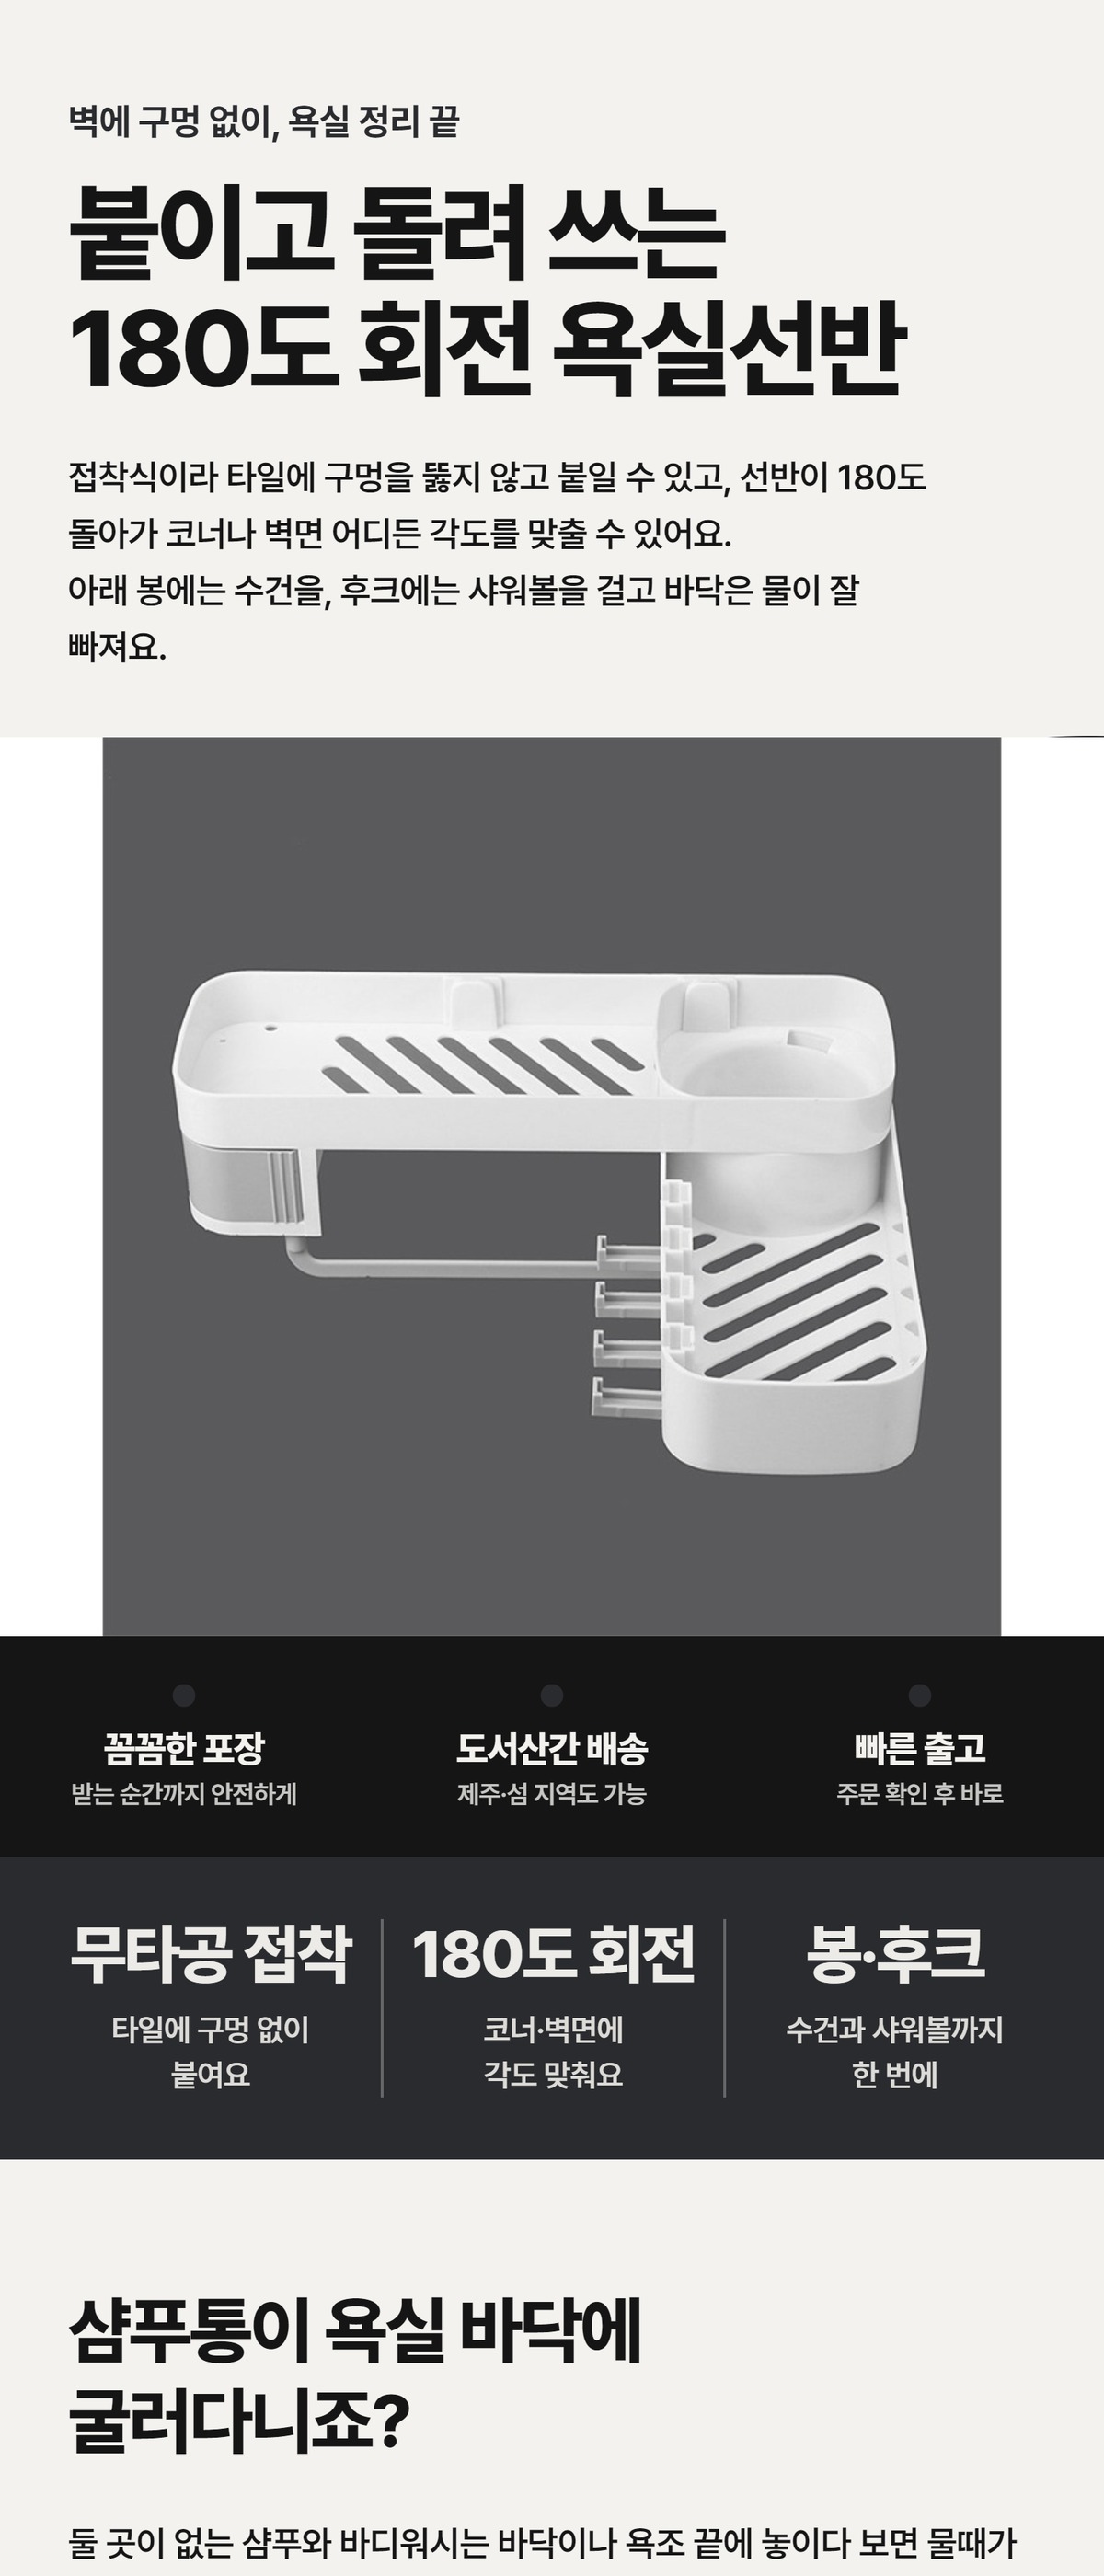 벽에 구멍 없이, 욕실 정리 끝
붙이고 돌려 쓰는
180도 회전 욕실선반
접착식이라 타일에 구멍을 뚫지 않고 붙일 수 있고, 선반이 180도
돌아가 코너나 벽면 어디든 각도를 맞출 수 있어요.
아래 봉에는 수건을, 후크에는 샤워볼을 걸고 바닥은 물이 잘
빠져요.
꼼꼼한 포장
받는 순간까지 안전하게
도서산간 배송
제주·섬 지역도 가능
빠른 출고
주문 확인 후 바로
무타공 접착
타일에 구멍 없이
붙여요
180도 회전
코너·벽면에
각도 맞춰요
봉·후크
수건과 샤워볼까지
한 번에
샴푸통이 욕실 바닥에
굴러다니죠?
둘 곳이 없는 샴푸와 바디워시는 바닥이나 욕조 끝에 놓이다 보면 물때가